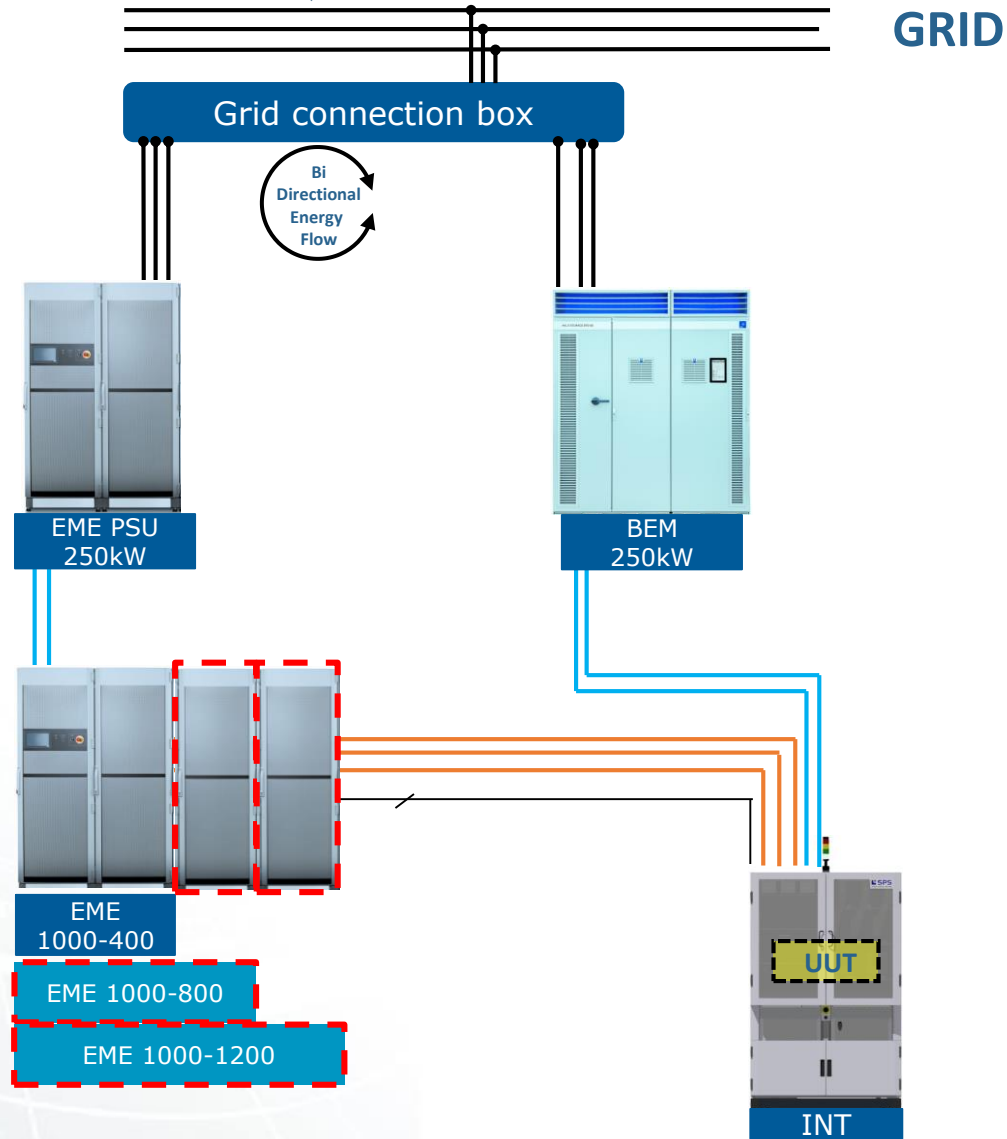 GRID
Grid connection box
Bi
Directional
Energy
Flow
EME PSU
250kW
BEM
250kW
EME
1000-400
EME 1000-800
EME 1000-1200
SPS
UUT
INT